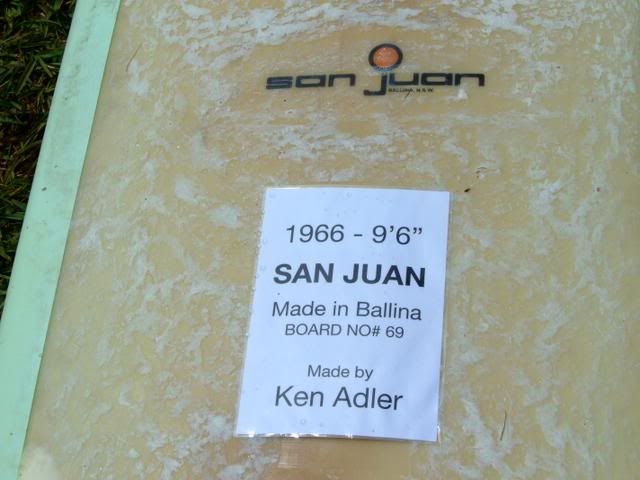 san juan
BALLINA, N.S.W.
1966 - 9'6"
SAN JUAN
Made in Ballina
BOARD NO# 69
Made by
Ken Adler